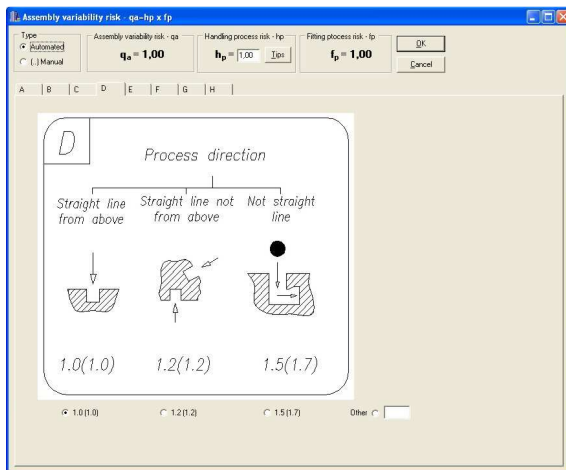 Assembly variability risk - qa=hp x fp
Type
Automated
(..) Manual
Assembly variability risk - qa
qa = 1,00
Handling process risk - hp
hp = 1,00 Tips
Fitting ptocess risk - fp
fp = 1,00
OK
Cancel
A B C D E F G H
D
Process direction
Straight line from above
Straight line not from above
Not straight line
1.0(1.0) 1.2(1.2) 1.5(1.7)
1.0 (1.0) 1.2 (1.2) 1.5 (1.7) Other